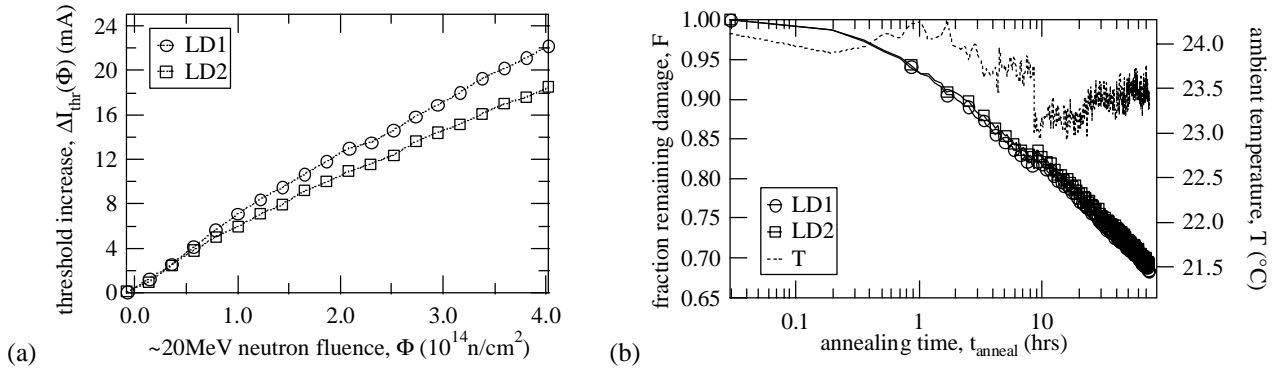 24
20
16
12
8
4
0
threshold increase, ΔI_thr(Φ) (mA)
LD1
LD2
0.0 1.0 2.0 3.0 4.0
~20MeV neutron fluence, Φ (10^14 n/cm^2)
(a)
1.00
0.95
0.90
0.85
0.80
0.75
0.70
0.65
fraction remaining damage, F
LD1
LD2
T
0.1 1 10
annealing time, t_anneal (hrs)
24.0
23.5
23.0
22.5
22.0
21.5
ambient temperature, T (°C)
(b)